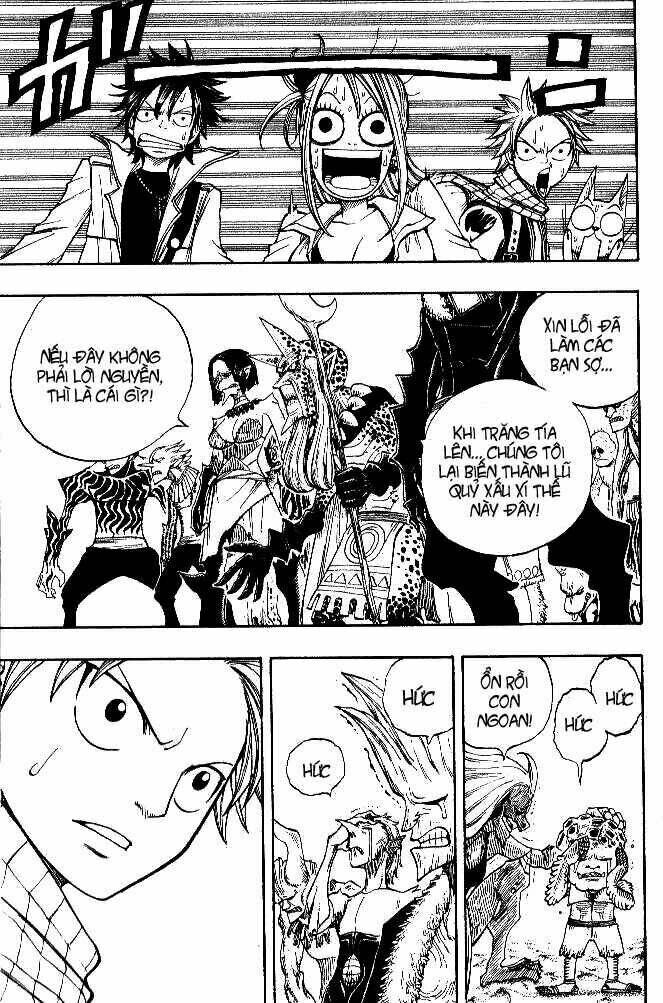 ガガーン
XIN LỖI ĐÃ
LÀM CÁC
BẠN SỢ...
KHI TRĂNG TÍA
LÊN... CHÚNG TÔI
LẠI BIẾN THÀNH LŨ
QUỶ XẤU XÍ THẾ
NÀY ĐÂY!
NẾU ĐÂY KHÔNG
PHẢI LỜI NGUYỀN,
THÌ LÀ CÁI GÌ?!
HỨC
HỨC
ỔN RỒI
CON
NGOAN!
HỨC
HỨC